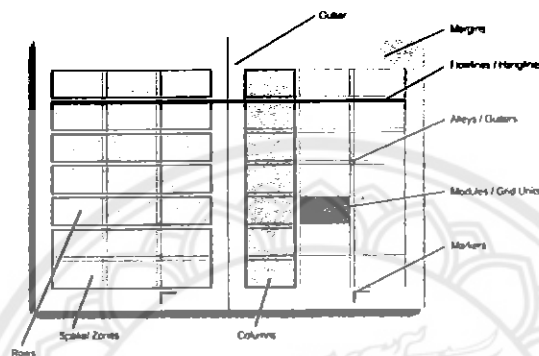 Gutter
Margins
Flowlines / Hanglines
Alleys / Gutters
Modules / Grid Units
Markers
Columns
Spatial Zones
Rows